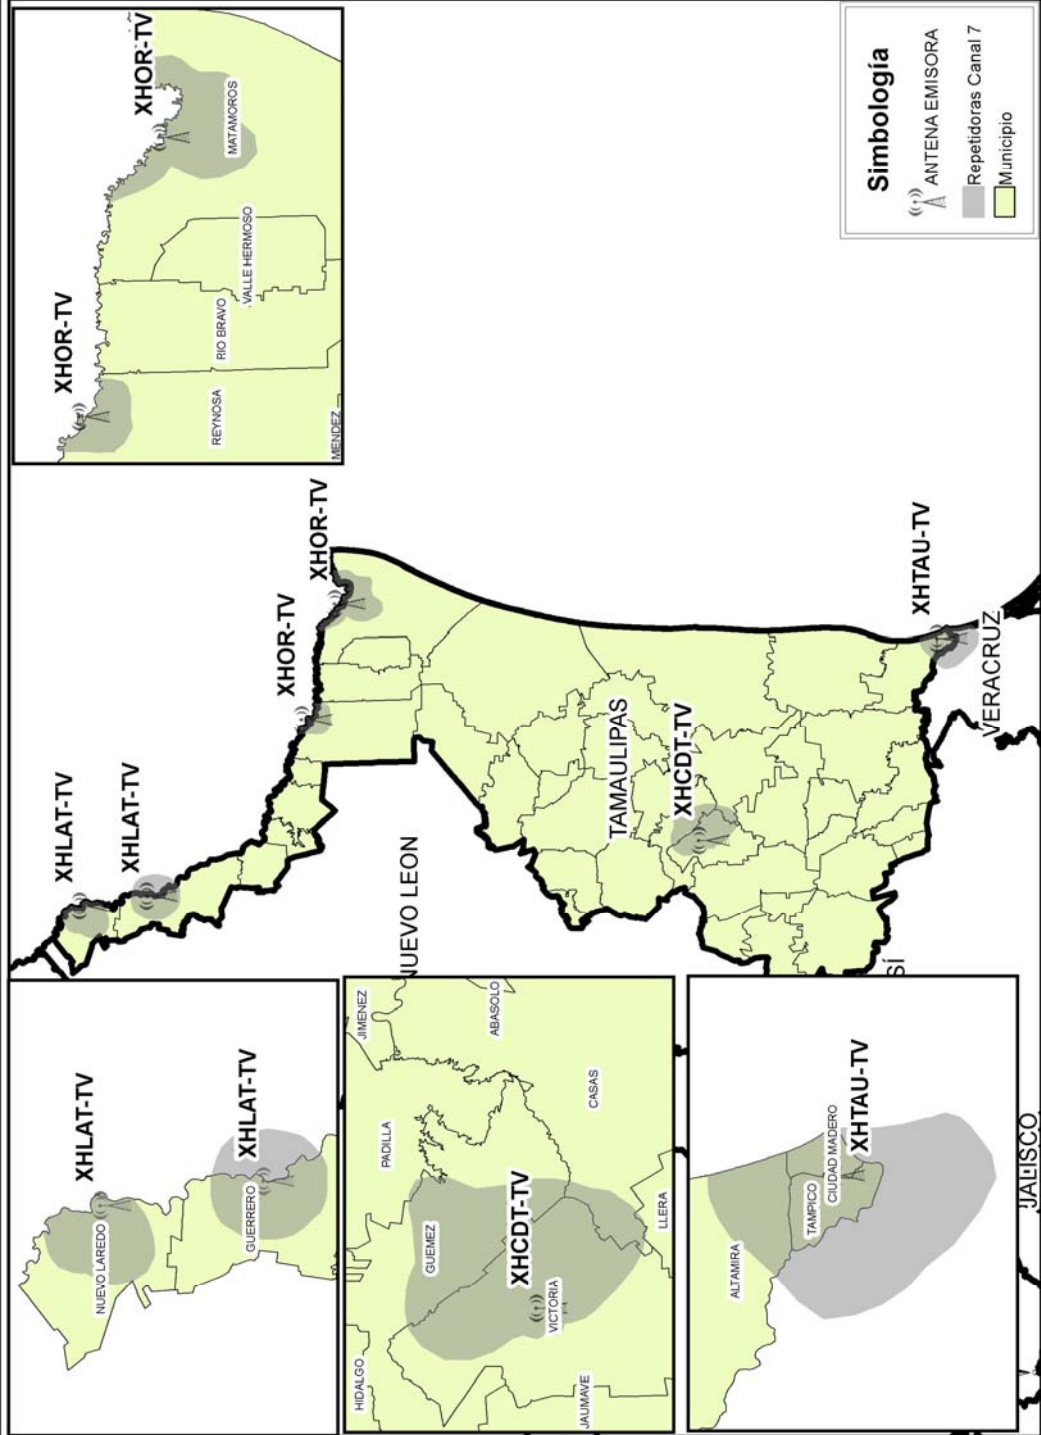 XHOR-TV
XHOR-TV
MATAMOROS
VALLE HERMOSO
RIO BRAVO
REYNOSA
MENDEZ
Simbología
ANTENA EMISORA
Repetidoras Canal 7
Municipio
XHLAT-TV
XHLAT-TV
XHOR-TV
XHOR-TV
NUEVO LEON
TAMAULIPAS
XHCDT-TV
XHTAU-TV
VERACRUZ
SÍ
XHLAT-TV
NUEVO LAREDO
XHLAT-TV
GUERRERO
JIMENEZ
ABASOLO
PADILLA
CASAS
GUEMEZ
XHCDT-TV
LLERA
VICTORIA
HIDALGO
JAUMAVE
ALTAMIRA
TAMPICO
CIUDAD MADERO
XHTAU-TV
JALISCO